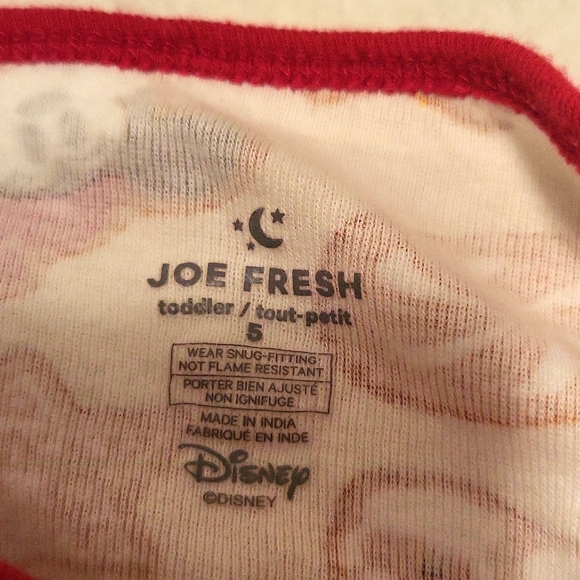 JOE FRESH
toddler / tout-petit
5
WEAR SNUG-FITTING
NOT FLAME RESISTANT
PORTER BIEN AJUSTÉ
NON IGNIFUGE
MADE IN INDIA
FABRIQUÉ EN INDE
Disney
©DISNEY